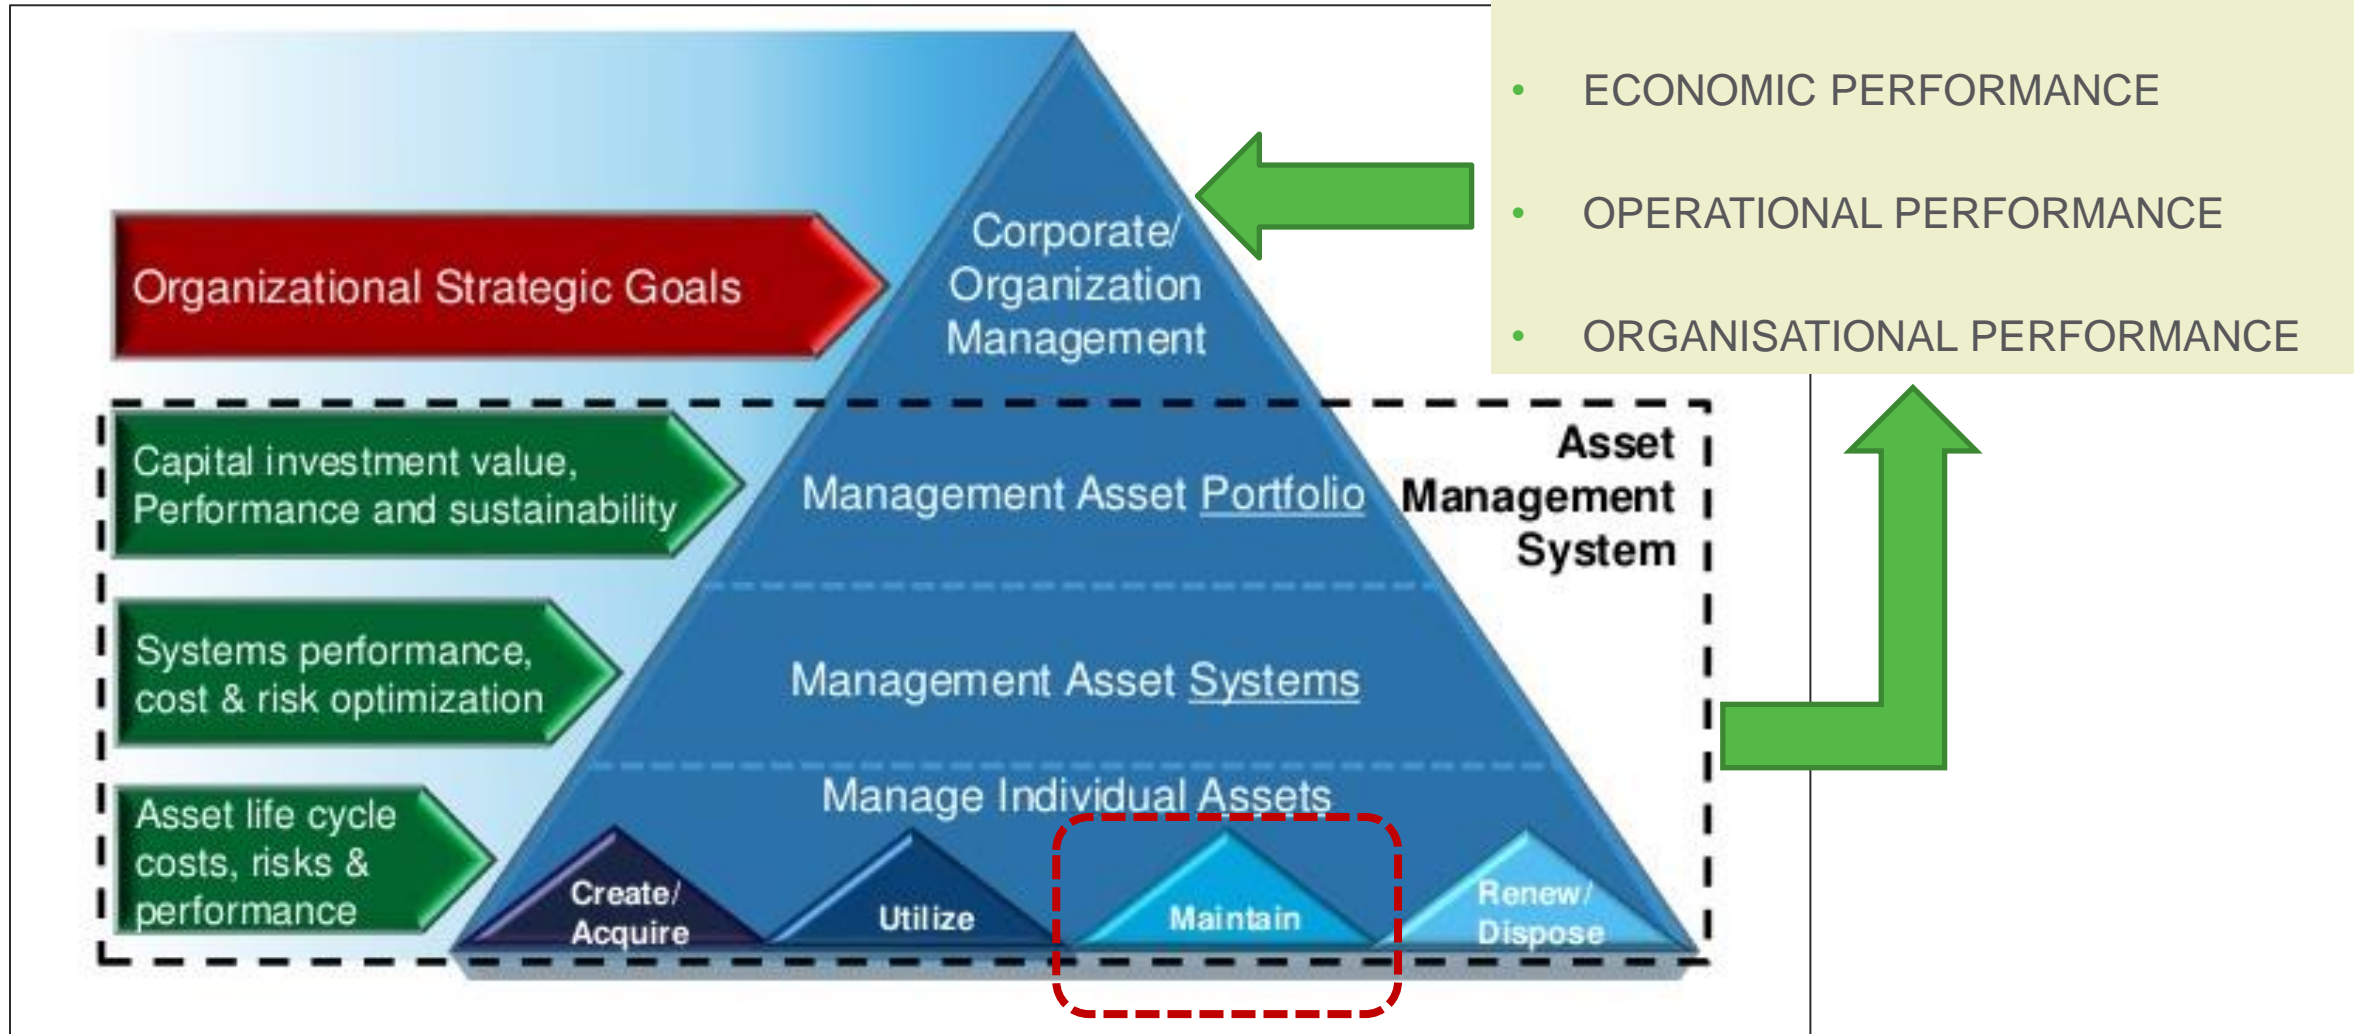 • ECONOMIC PERFORMANCE
• OPERATIONAL PERFORMANCE
• ORGANISATIONAL PERFORMANCE
Organizational Strategic Goals
Corporate/
Organization
Management
Capital investment value,
Performance and sustainability
Management Asset Portfolio
Asset
Management
System
Systems performance,
cost & risk optimization
Management Asset Systems
Asset life cycle
costs, risks &
performance
Manage Individual Assets
Create/
Acquire
Utilize
Maintain
Renew/
Dispose